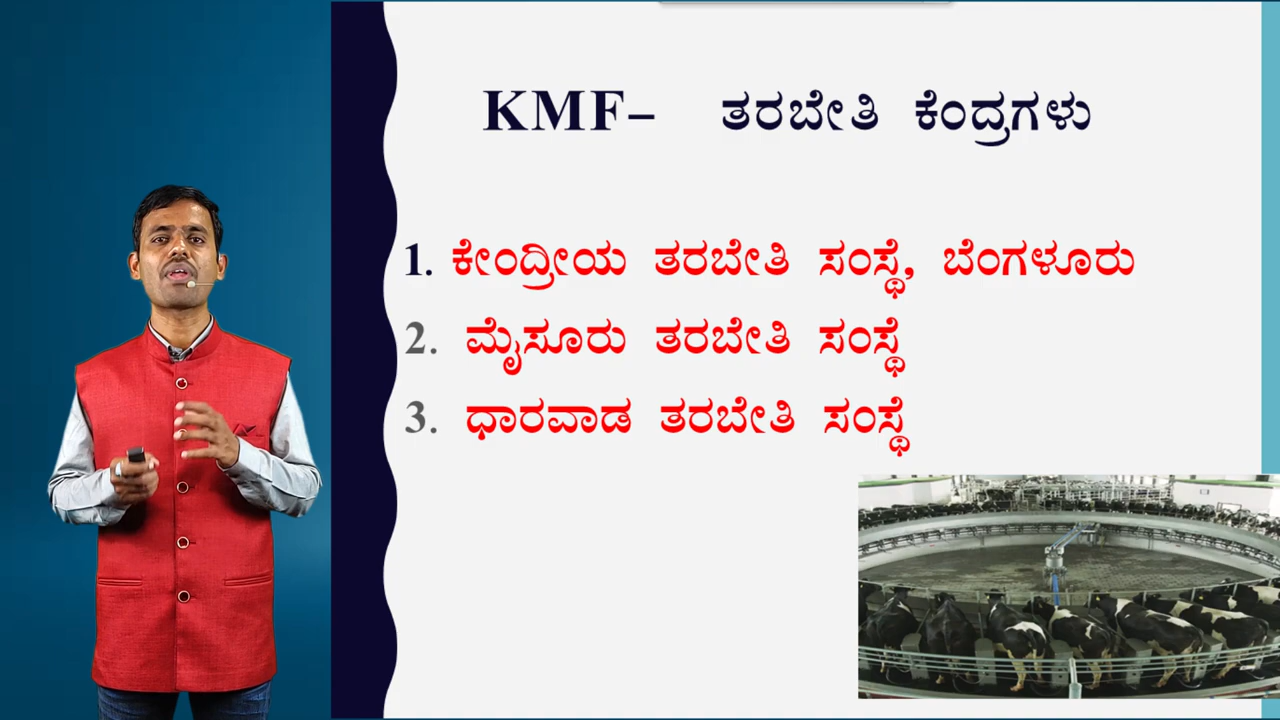 KMF– ತರಬೇತಿ ಕೆಂದ್ರಗಳು
1. ಕೇಂದ್ರೀಯ ತರಬೇತಿ ಸಂಸ್ಥೆ, ಬೆಂಗಳೂರು
2. ಮೈಸೂರು ತರಬೇತಿ ಸಂಸ್ಥೆ
3. ಧಾರವಾಡ ತರಬೇತಿ ಸಂಸ್ಥೆ